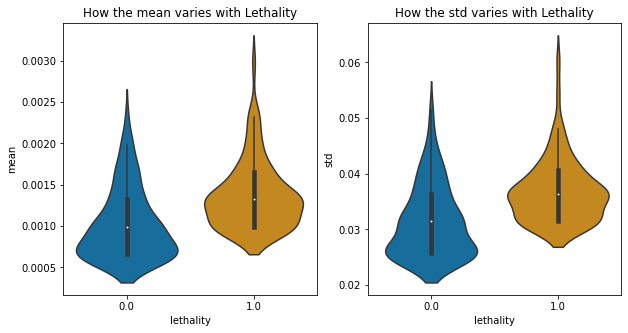 How the mean varies with Lethality
0.0030
0.0025
0.0020
0.0015
0.0010
0.0005
mean
0.0
1.0
lethality
How the std varies with Lethality
0.06
0.05
0.04
0.03
0.02
std
0.0
1.0
lethality